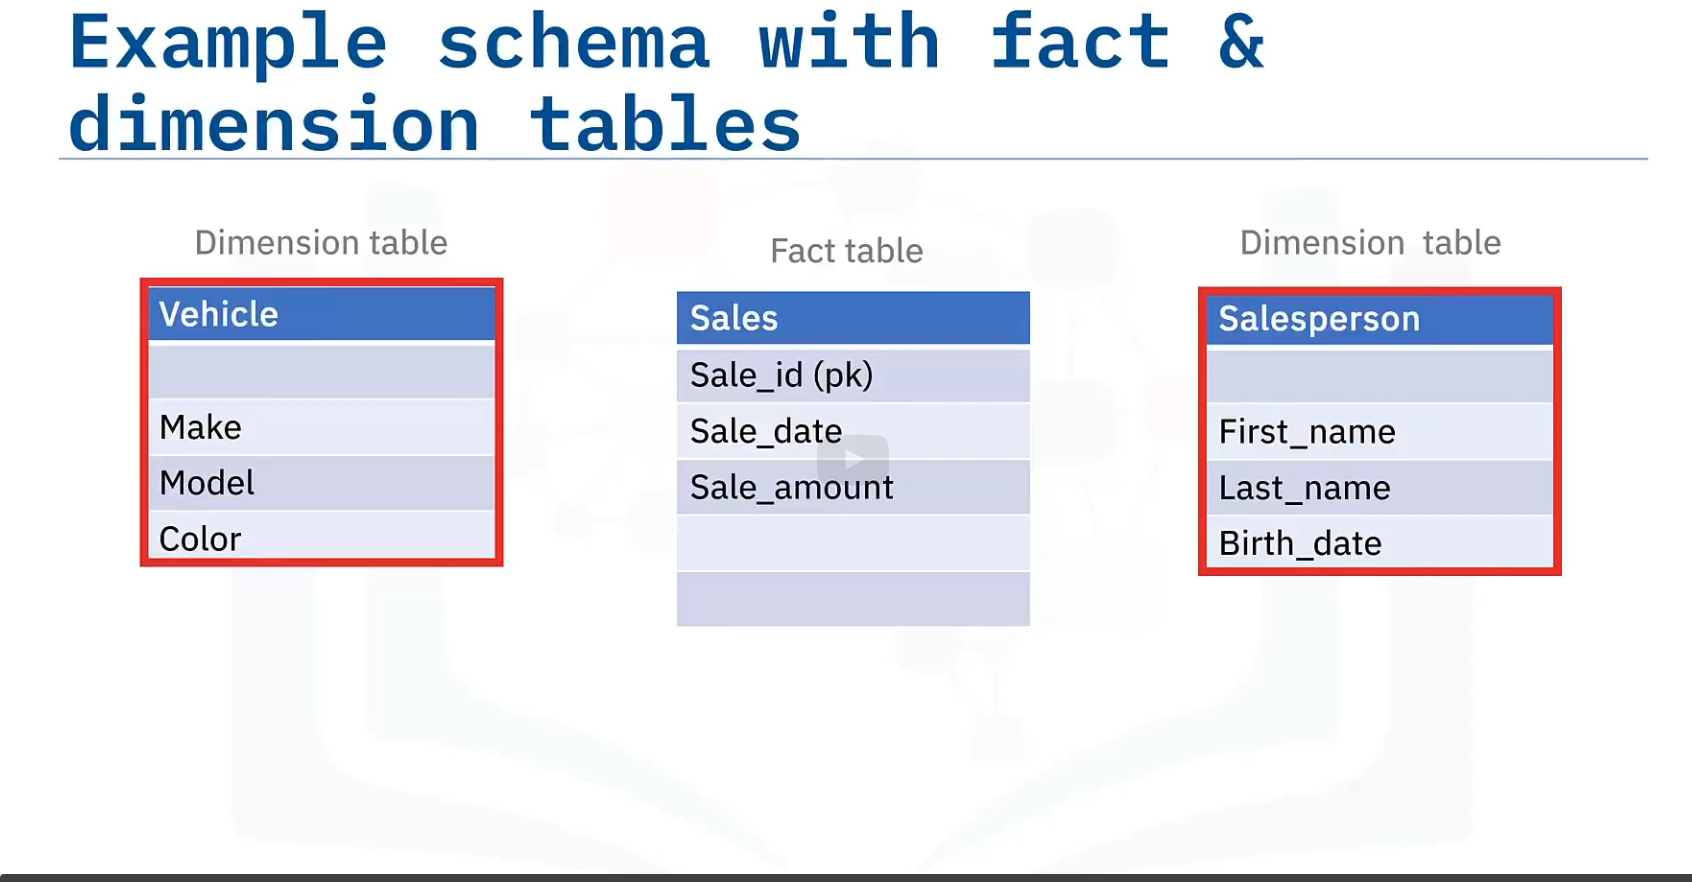 Example schema with fact &
dimension tables
Dimension table
Vehicle
Make
Model
Color
Fact table
Sales
Sale_id (pk)
Sale_date
Sale_amount
Dimension table
Salesperson
First_name
Last_name
Birth_date